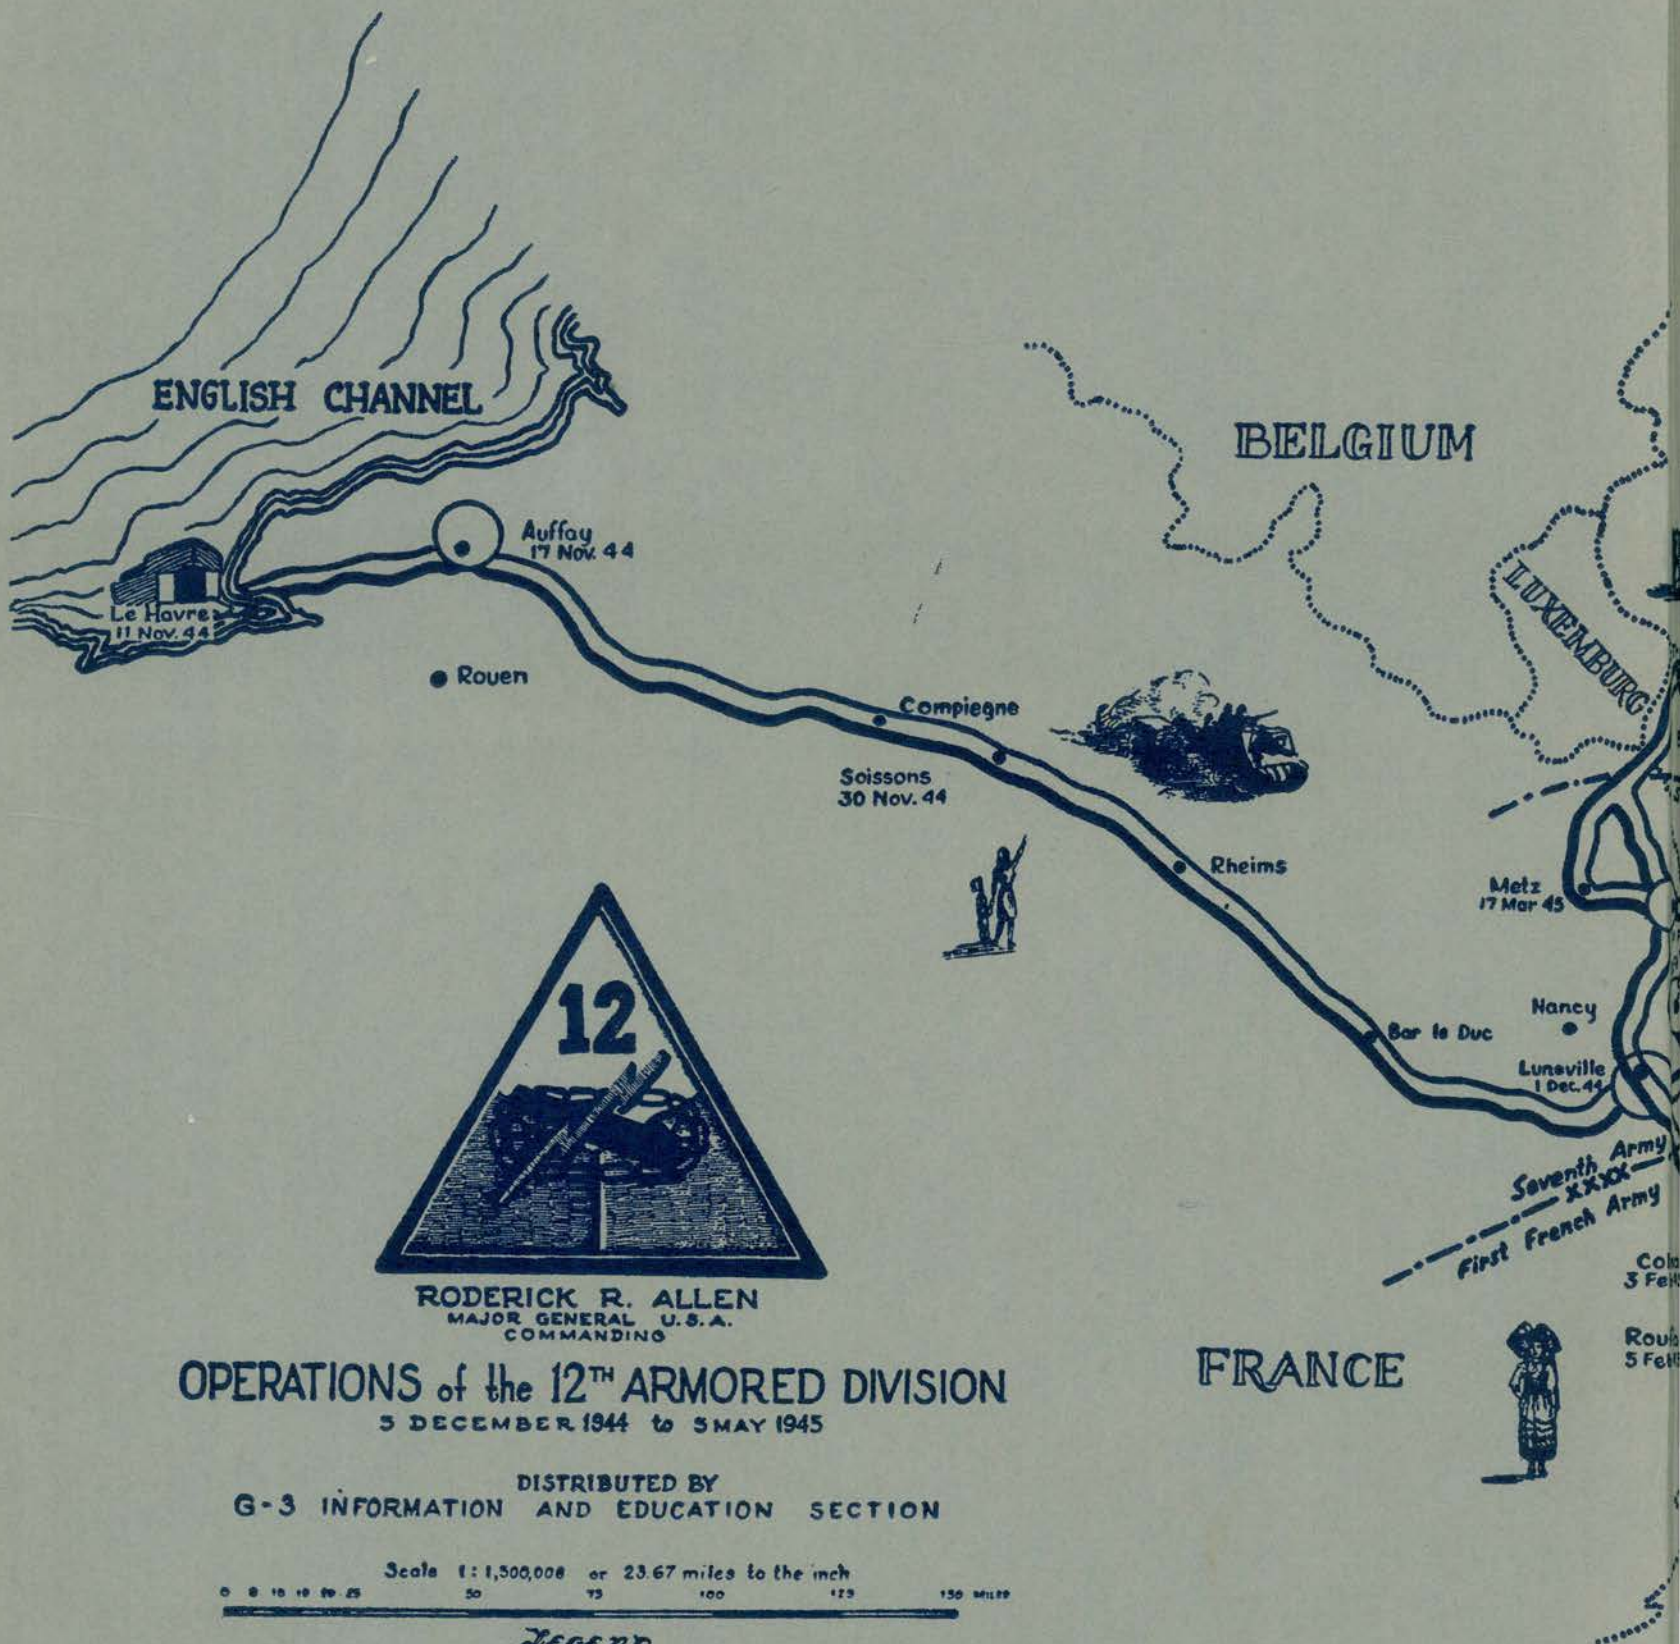 ENGLISH CHANNEL
BELGIUM
Auffay
17 Nov. 44
LUXEMBURG
Le Havre
11 Nov. 44
Rouen
Compiegne
Soissons
30 Nov. 44
Rheims
Metz
17 Mar 45
12
Nancy
Bar le Duc
Luneville
1 Dec. 44
Seventh Army
XXXX
First French Army
3
5
RODERICK R. ALLEN
MAJOR GENERAL U.S.A.
COMMANDING
FRANCE
OPERATIONS of the 12TH ARMORED DIVISION
5 DECEMBER 1944 to 5 MAY 1945
DISTRIBUTED BY
G-3 INFORMATION AND EDUCATION SECTION
Scale 1:1,500,000 or 23.67 miles to the inch
50 75 100 125 150 MILES